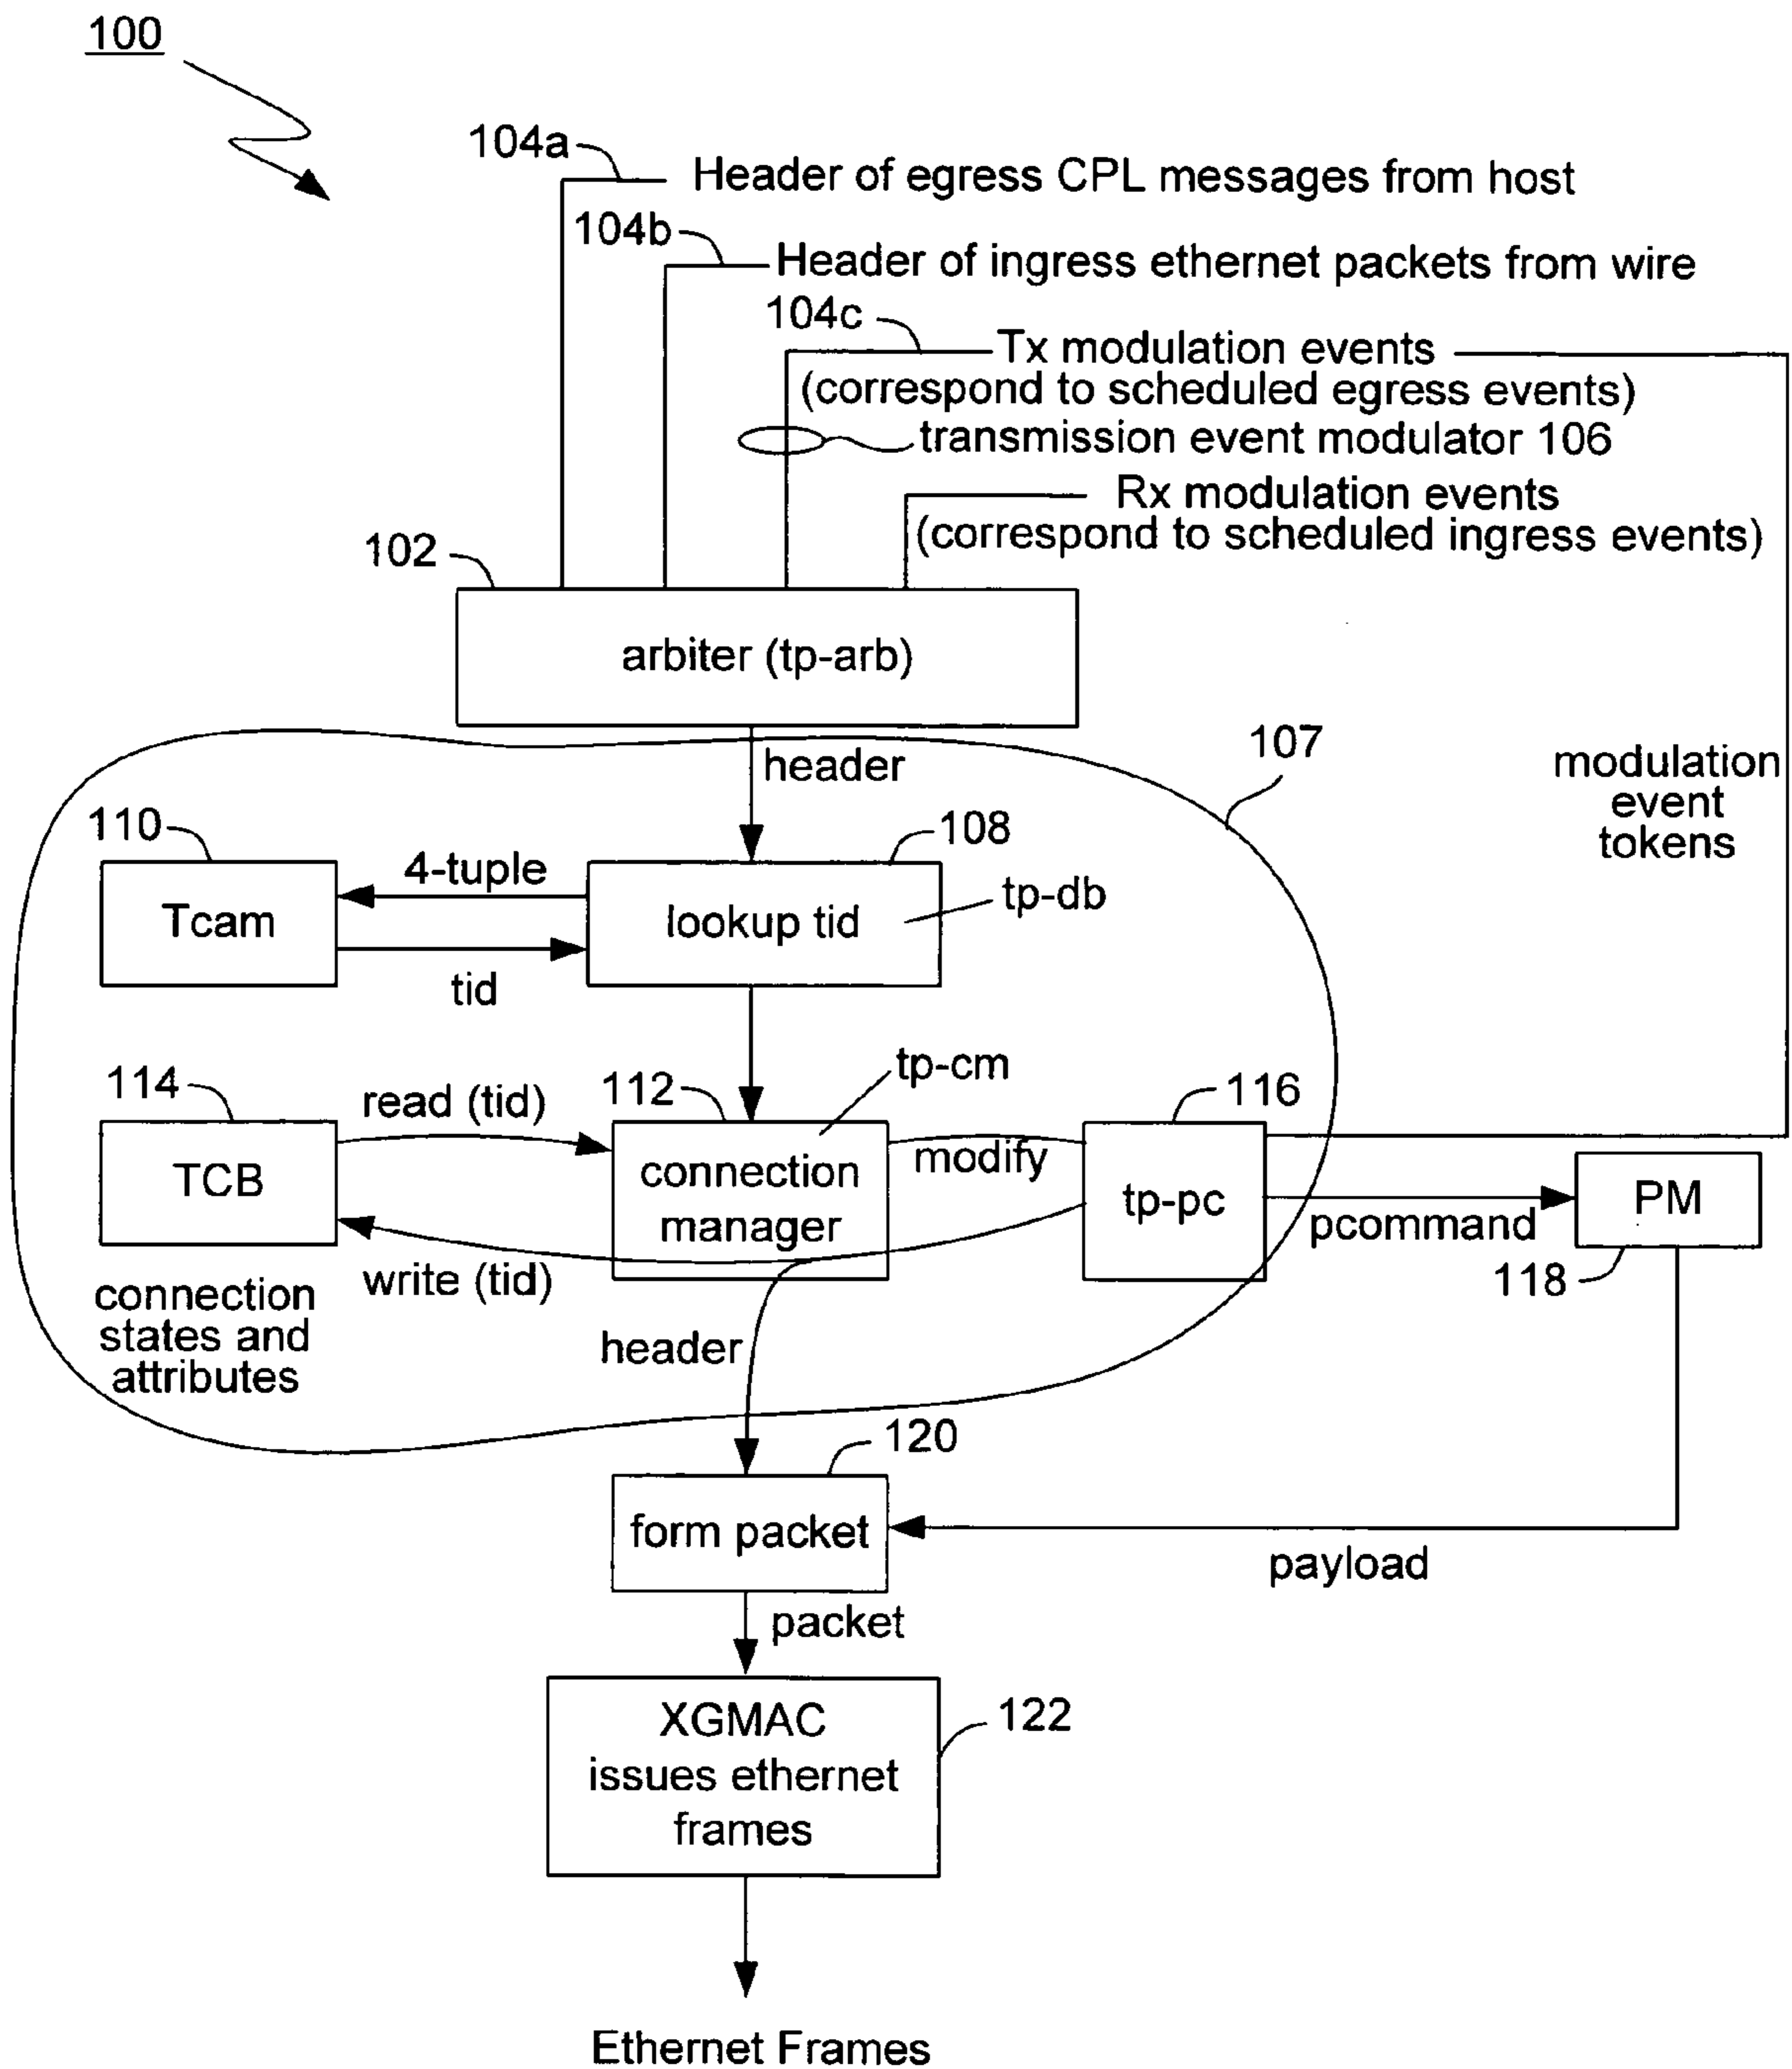 100
104a
Header of egress CPL messages from host
104b
Header of ingress ethernet packets from wire
104c
Tx modulation events
(correspond to scheduled egress events)
transmission event modulator 106
Rx modulation events
(correspond to scheduled ingress events)
102
arbiter (tp-arb)
header
107
modulation
event
tokens
110
108
4-tuple
tp-db
Tcam
lookup tid
tid
tp-cm
114
read (tid)
112
116
TCB
connection
manager
modify
tp-pc
PM
pcommand
write (tid)
118
connection
states and
attributes
header
120
form packet
payload
packet
XGMAC
issues ethernet
frames
122
Ethernet Frames